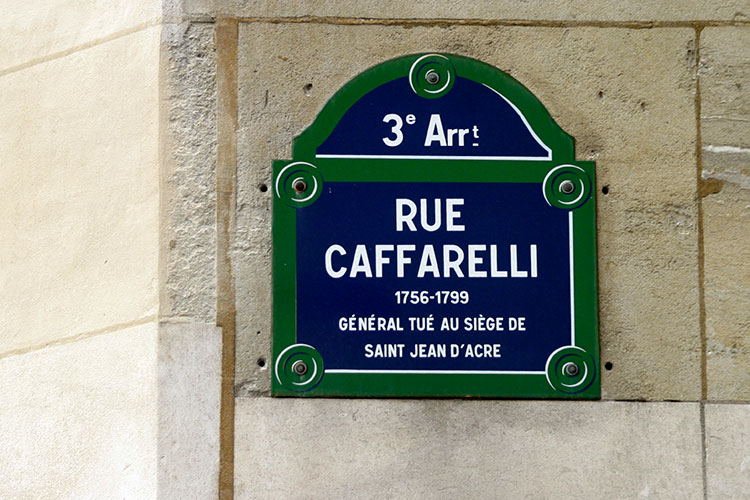 3e Arrt
RUE
CAFFARELLI
1756-1799
GÉNÉRAL TUÉ AU SIÈGE DE
SAINT JEAN D'ACRE